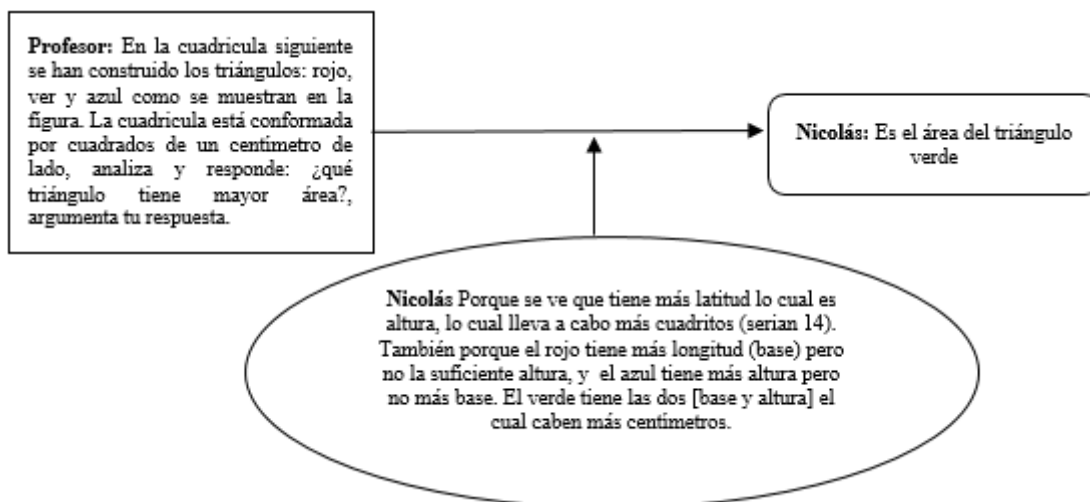 Profesor: En la cuadricula siguiente
se han construido los triángulos: rojo,
ver y azul como se muestran en la
figura. La cuadricula está conformada
por cuadrados de un centímetro de
lado, analiza y responde: ¿qué
triángulo tiene mayor área?,
argumenta tu respuesta.
Nicolás: Es el área del triángulo
verde
Nicolás Porque se ve que tiene más latitud lo cual es
altura, lo cual lleva a cabo más cuadritos (serian 14).
También porque el rojo tiene más longitud (base) pero
no la suficiente altura, y el azul tiene más altura pero
no más base. El verde tiene las dos [base y altura] el
cual caben más centímetros.